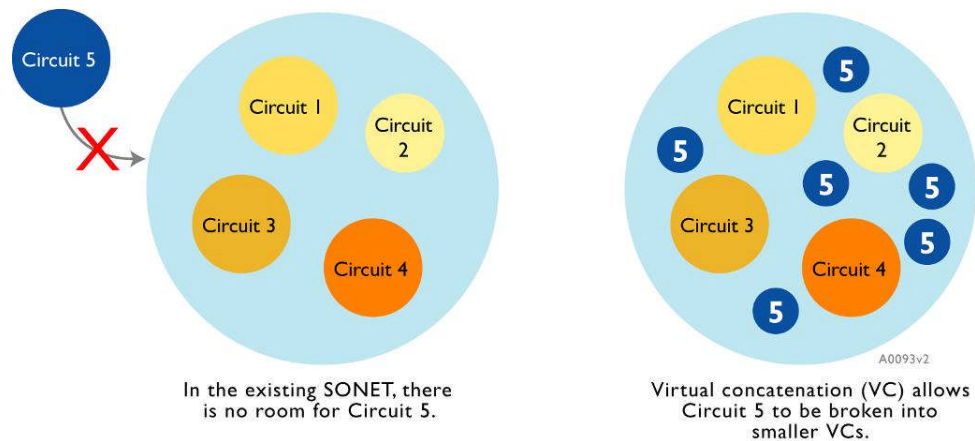 Circuit 5
Circuit 1
Circuit
2
Circuit 3
Circuit 4
In the existing SONET, there
is no room for Circuit 5.
5
Circuit 1
Circuit
2
5
5
5
Circuit 3
5
Circuit 4
5
A0093v2
Virtual concatenation (VC) allows
Circuit 5 to be broken into
smaller VCs.